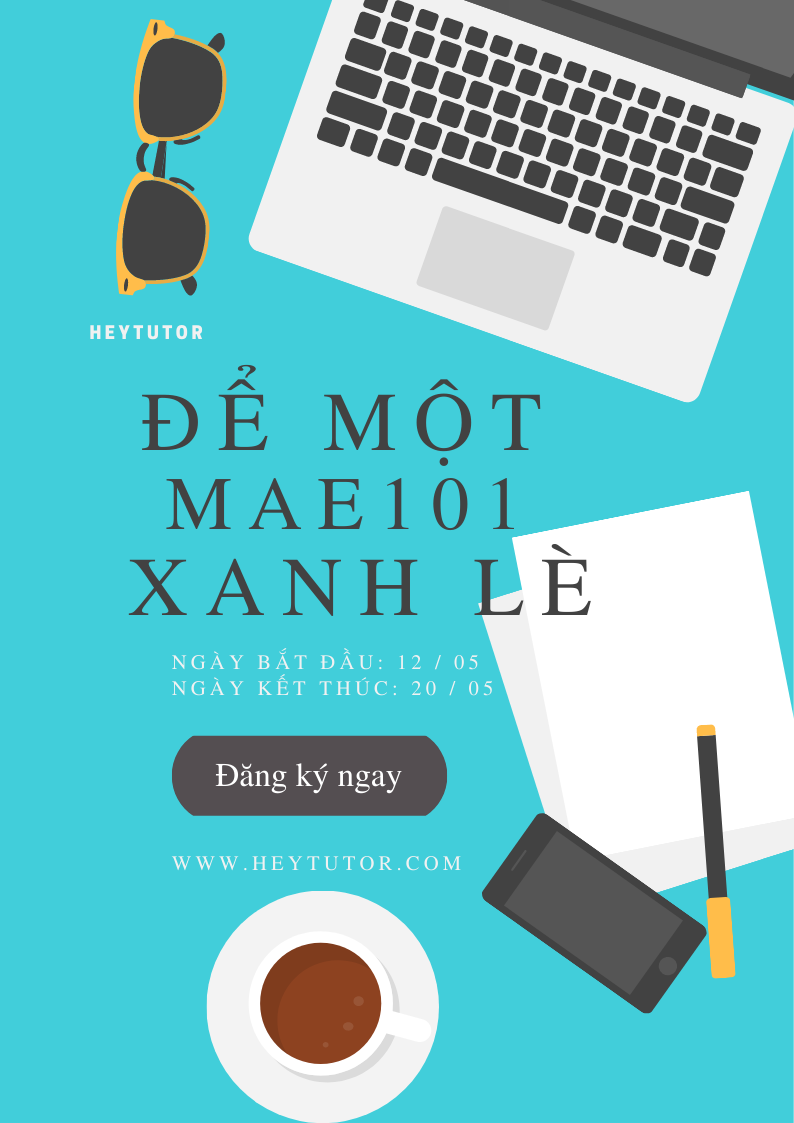 HEYTUTOR
ĐỂ MỘT
MAE101
XANH LÈ
NGÀY BẮT ĐẦU: 12 / 05
NGÀY KẾT THÚC: 20 / 05
Đăng ký ngay
WWW.HEYTUTOR.COM